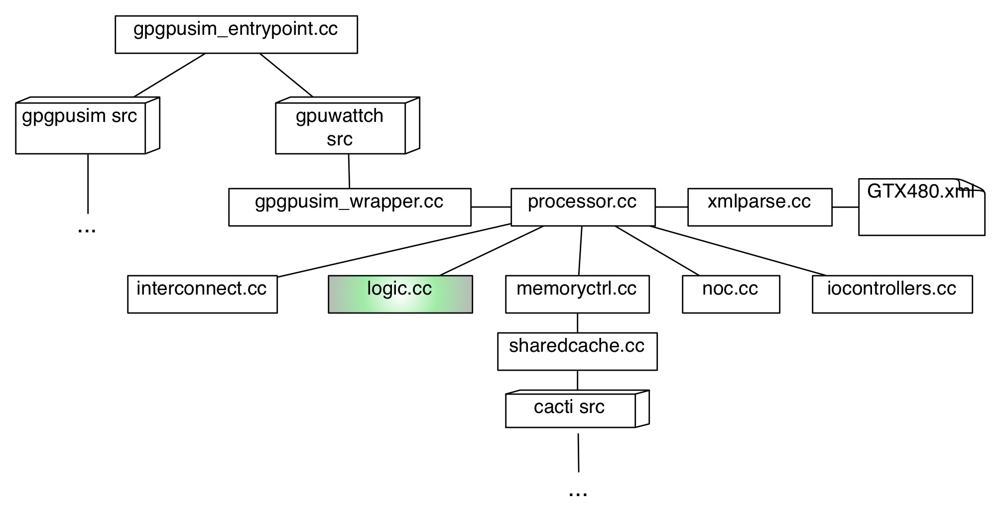 gpgpusim_entrypoint.cc
gpgpusim src
gpuwattch
src
gpgpusim_wrapper.cc
processor.cc
xmlparse.cc
GTX480.xml
...
interconnect.cc
logic.cc
memoryctrl.cc
noc.cc
iocontrollers.cc
sharedcache.cc
cacti src
...